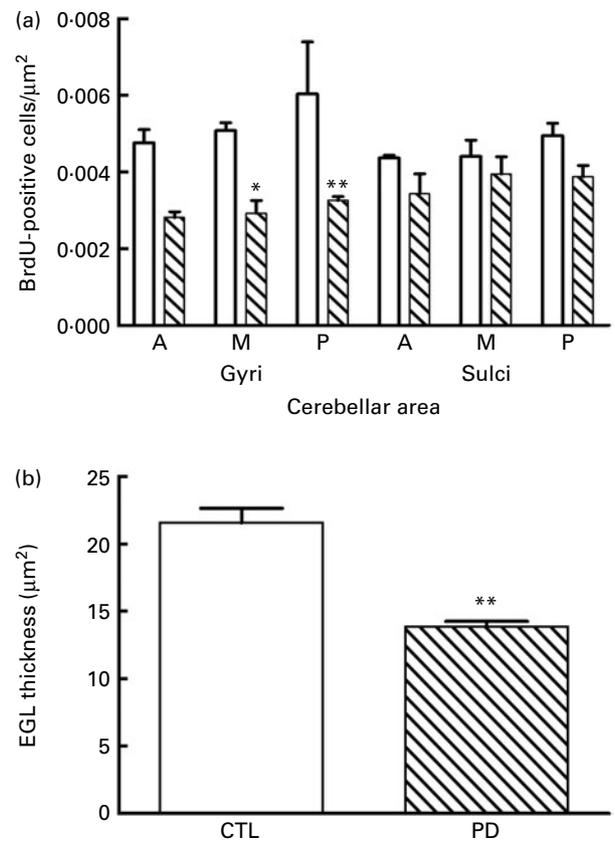 (a)
BrdU-positive cells/μm²
0·008
0·006
0·004
0·002
0·000
* **
A M P A M P
Gyri Sulci
Cerebellar area
(b)
EGL thickness (μm²)
25
20
15
10
5
0
**
CTL PD